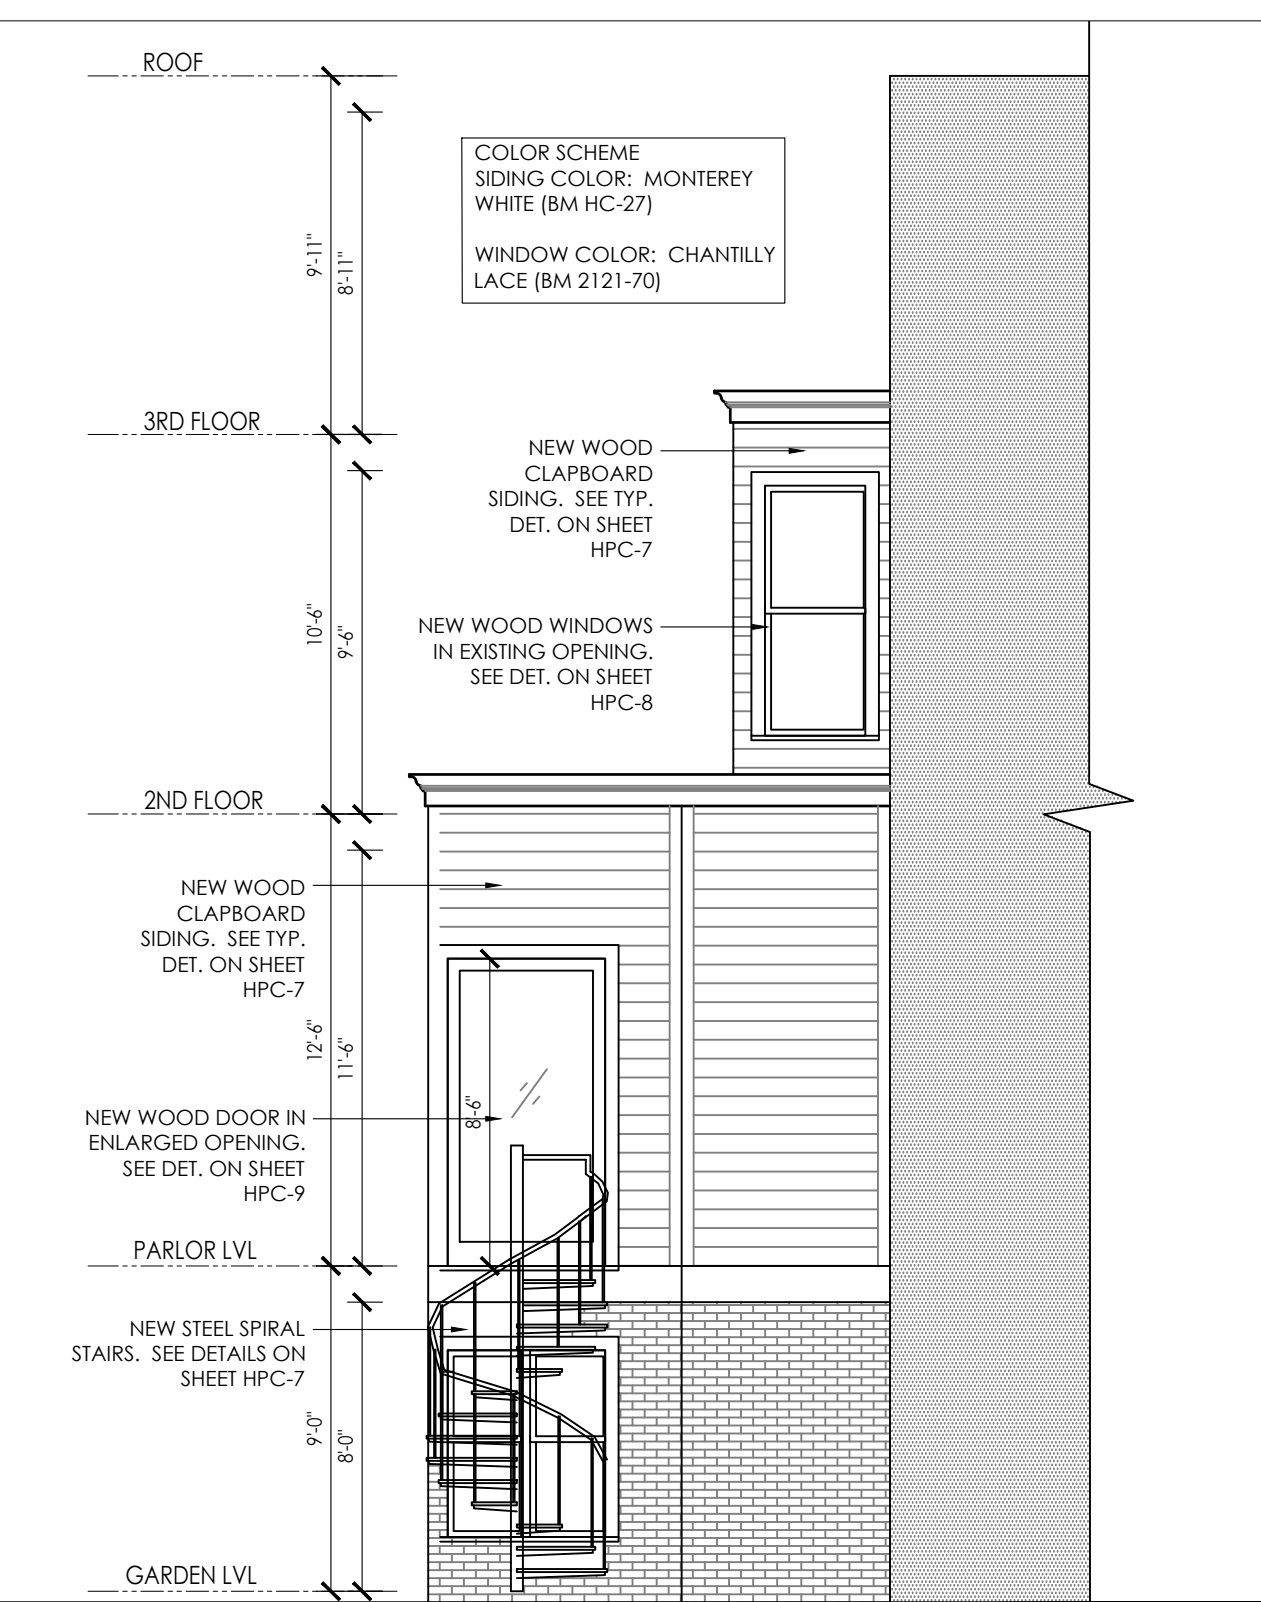 ROOF
COLOR SCHEME
SIDING COLOR: MONTEREY
WHITE (BM HC-27)
WINDOW COLOR: CHANTILLY
LACE (BM 2121-70)
9'-11"
8'-11"
3RD FLOOR
NEW WOOD
CLAPBOARD
SIDING. SEE TYP.
DET. ON SHEET
HPC-7
10'-6"
9'-6"
NEW WOOD WINDOWS
IN EXISTING OPENING.
SEE DET. ON SHEET
HPC-8
2ND FLOOR
NEW WOOD
CLAPBOARD
SIDING. SEE TYP.
DET. ON SHEET
HPC-7
12'-6"
11'-6"
8'-6"
NEW WOOD DOOR IN
ENLARGED OPENING.
SEE DET. ON SHEET
HPC-9
PARLOR LVL
NEW STEEL SPIRAL
STAIRS. SEE DETAILS ON
SHEET HPC-7
9'-0"
8'-0"
GARDEN LVL